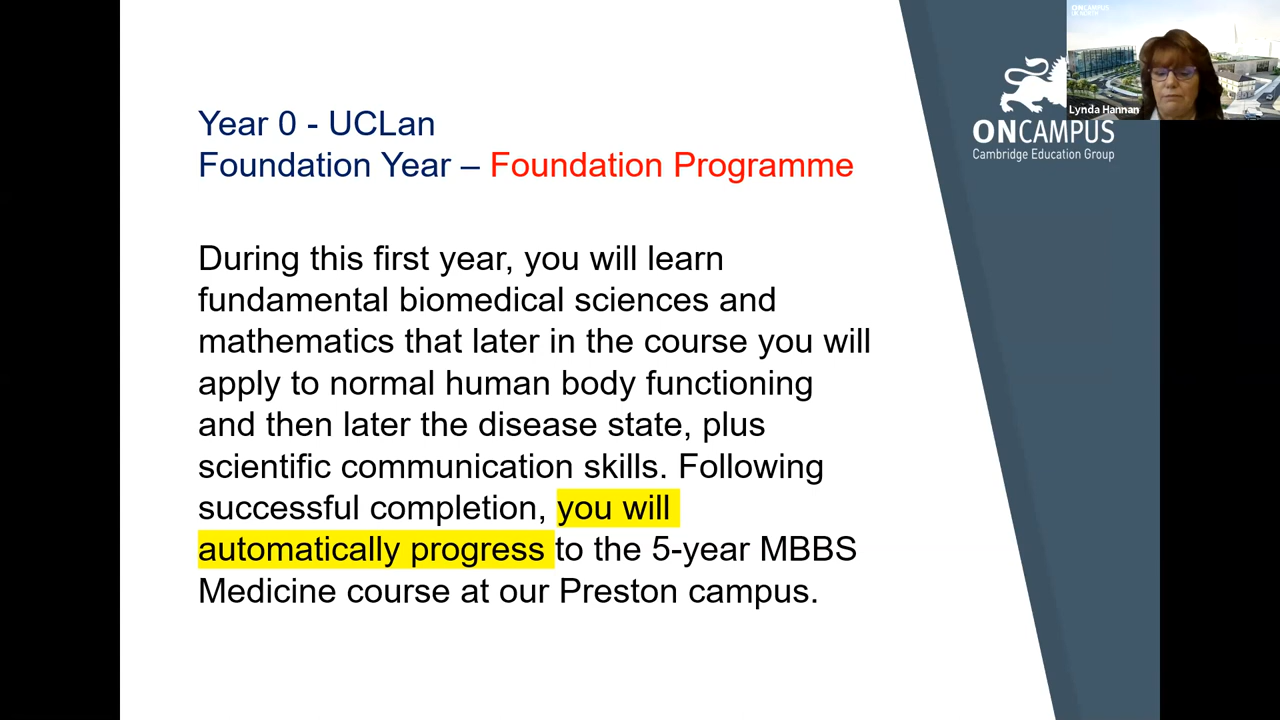 Year 0 - UCLan
Foundation Year – Foundation Programme
During this first year, you will learn
fundamental biomedical sciences and
mathematics that later in the course you will
apply to normal human body functioning
and then later the disease state, plus
scientific communication skills. Following
successful completion, you will
automatically progress to the 5-year MBBS
Medicine course at our Preston campus.
ONCAMPUS
Cambridge Education Group
ONCAMPUS
UK NORTH
Lynda Hannan